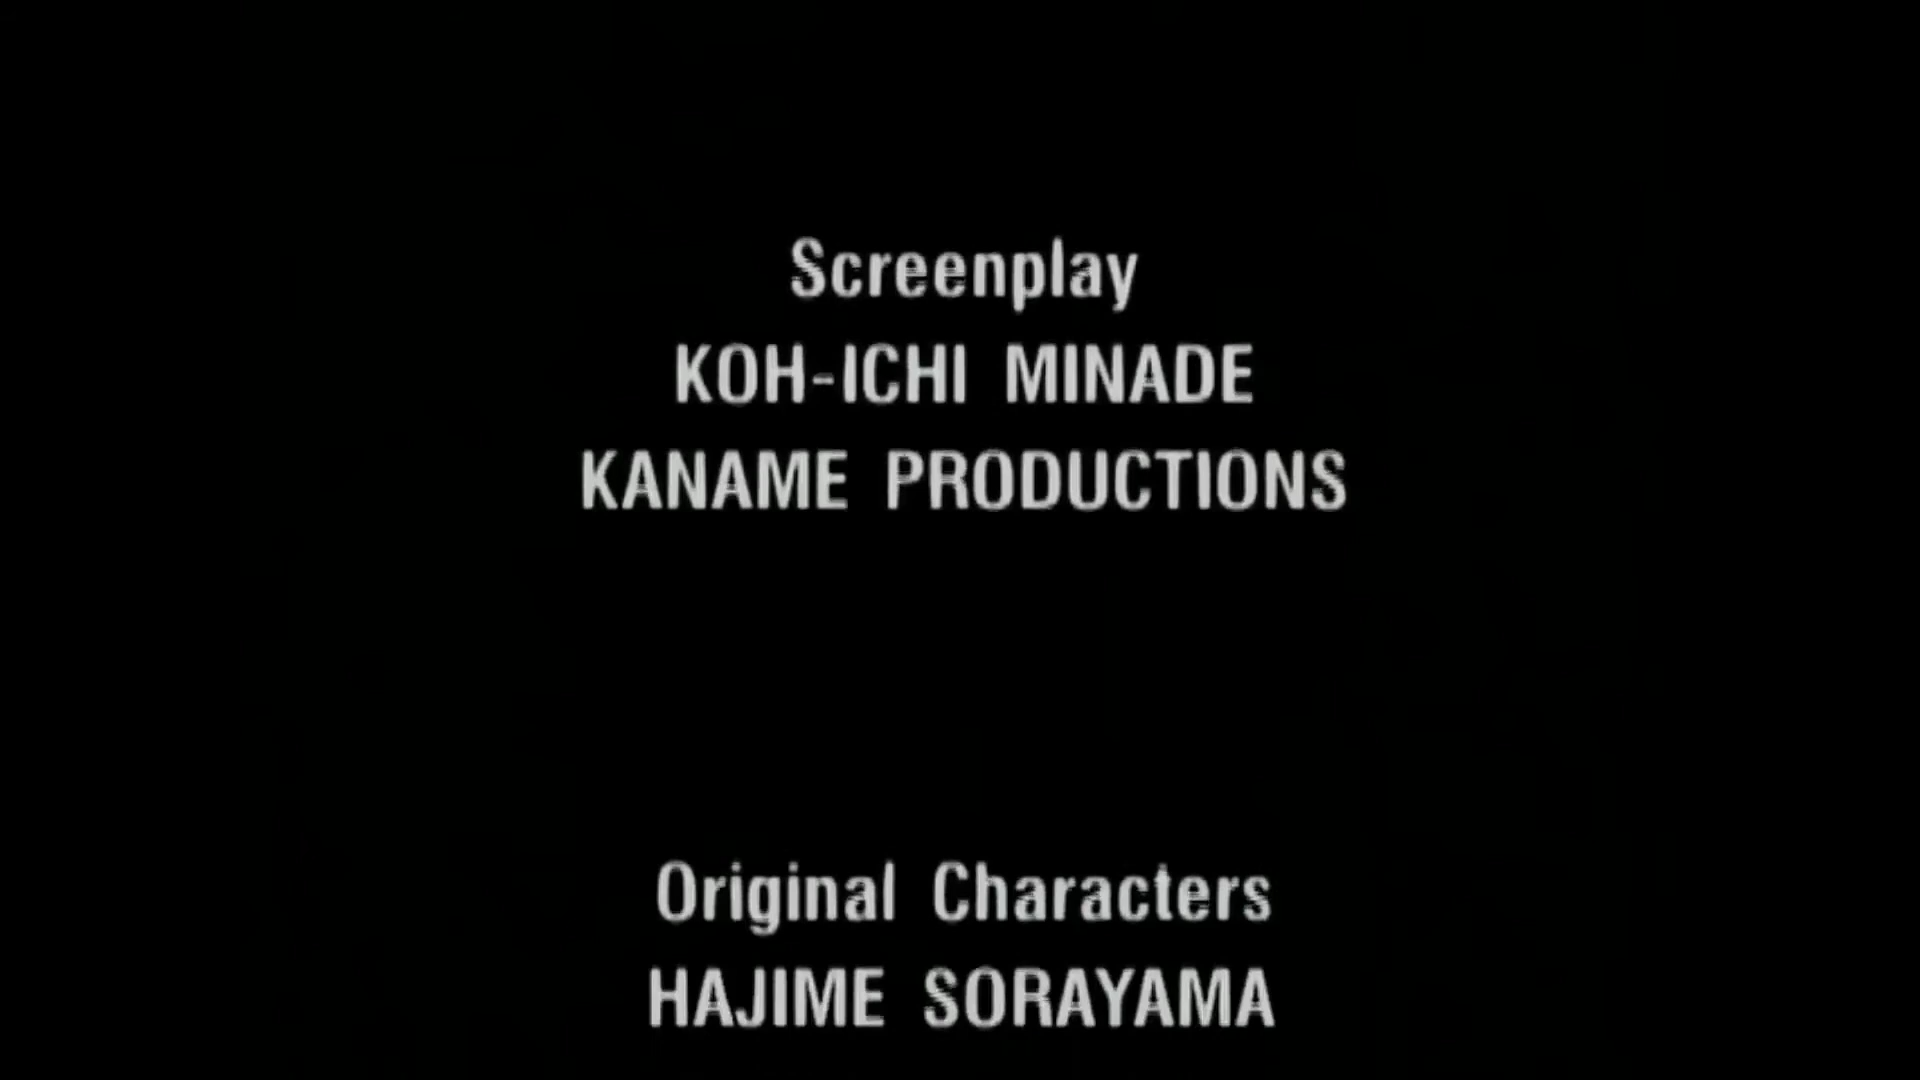 Screenplay
KOH-ICHI MINADE
KANAME PRODUCTIONS
Original Characters
HAJIME SORAYAMA